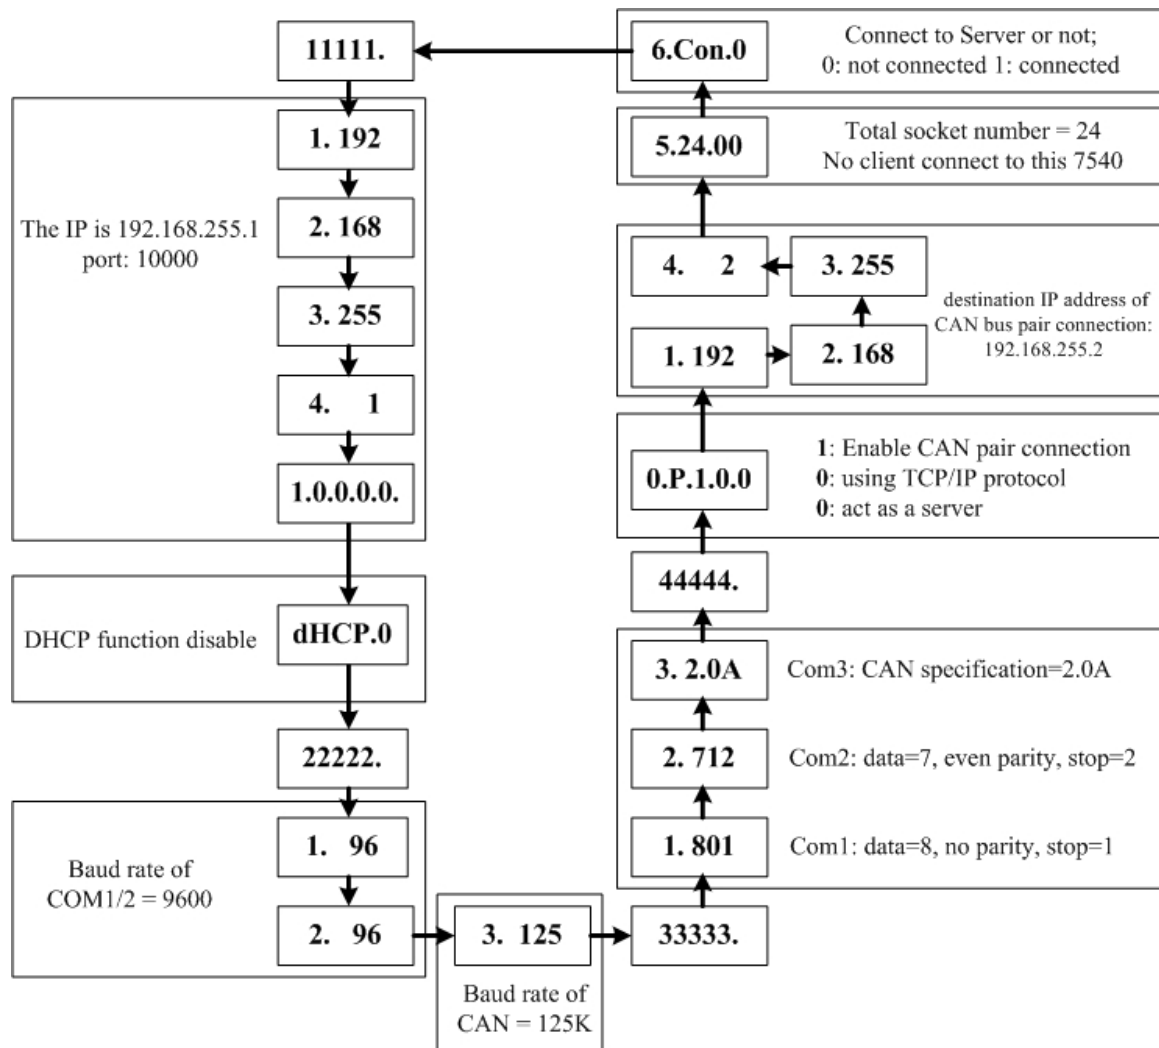 11111.
The IP is 192.168.255.1
port: 10000
1. 192
2. 168
3. 255
4. 1
1.0.0.0.0.
DHCP function disable
dHCP.0
22222.
Baud rate of
COM1/2 = 9600
1. 96
2. 96
3. 125
Baud rate of
CAN = 125K
33333.
1. 801
Com1: data=8, no parity, stop=1
2. 712
Com2: data=7, even parity, stop=2
3. 2.0A
Com3: CAN specification=2.0A
44444.
0.P.1.0.0
1: Enable CAN pair connection
0: using TCP/IP protocol
0: act as a server
1. 192
2. 168
3. 255
4. 2
destination IP address of
CAN bus pair connection:
192.168.255.2
5.24.00
Total socket number = 24
No client connect to this 7540
6.Con.0
Connect to Server or not;
0: not connected 1: connected